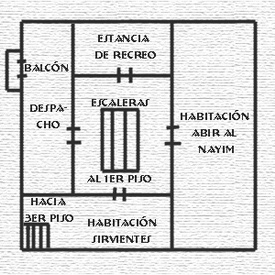 ESTANCIA
DE RECREO
BALCÓN
DESPA-
CHO
ESCALERAS
AL 1ER PISO
HABITACIÓN
ABIR AL
NAYIM
HACIA
3ER PISO
HABITACIÓN
SIRVIENTES